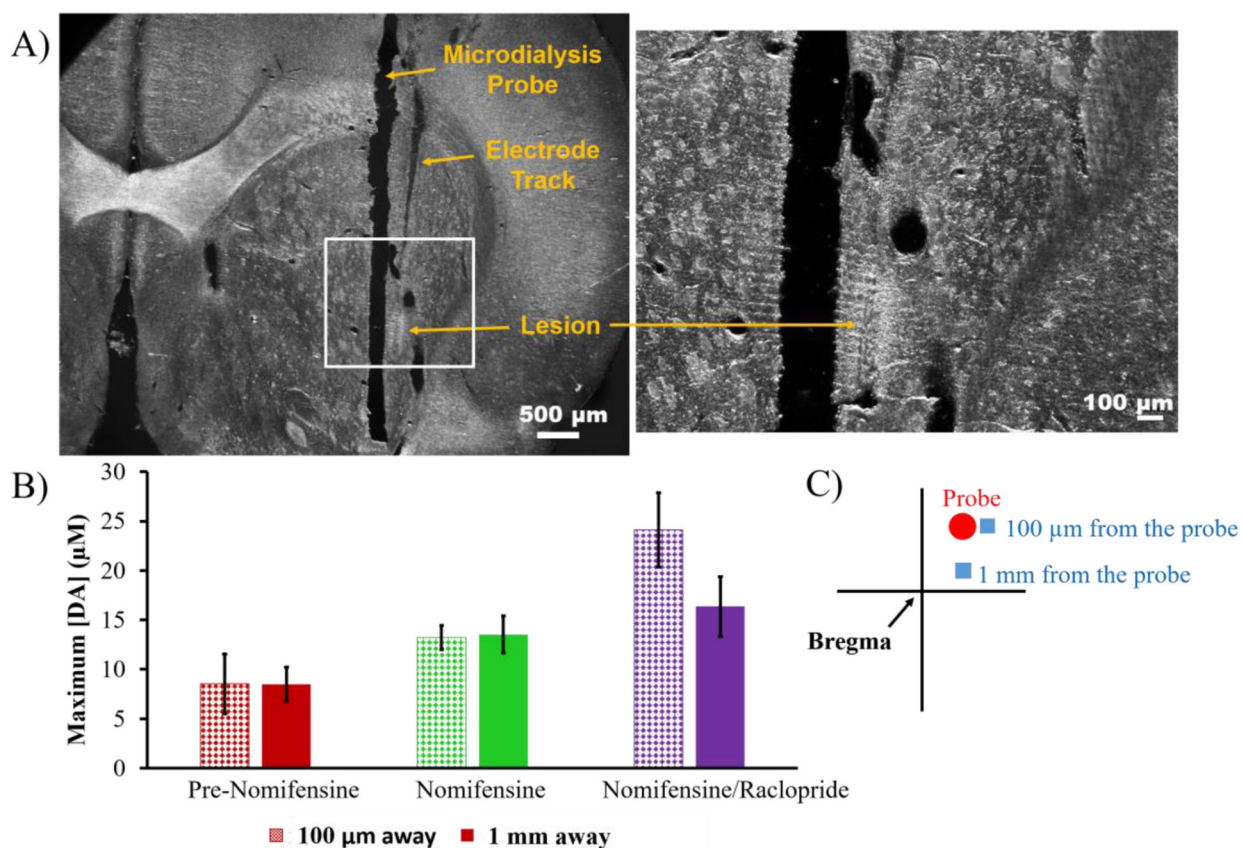 A)
Microdialysis
Probe
Electrode
Track
Lesion
500 µm
100 µm
B)
Maximum [DA] (µM)
30
25
20
15
10
5
0
Pre-Nomifensine
Nomifensine
Nomifensine/Raclopride
100 µm away
1 mm away
C)
Probe
100 µm from the probe
1 mm from the probe
Bregma